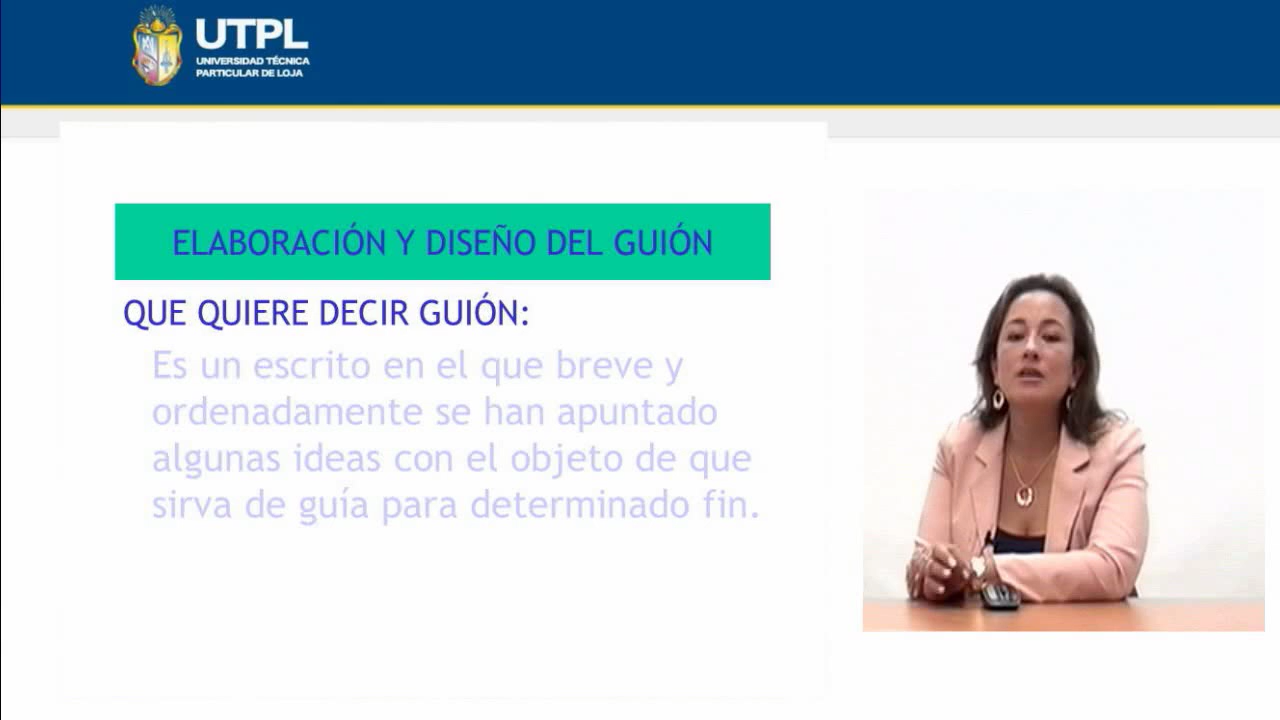 UTPL
UNIVERSIDAD TÉCNICA
PARTICULAR DE LOJA
ELABORACIÓN Y DISEÑO DEL GUIÓN
QUE QUIERE DECIR GUIÓN:
Es un escrito en el que breve y
ordenadamente se han apuntado
algunas ideas con el objeto de que
sirva de guía para determinado fin.